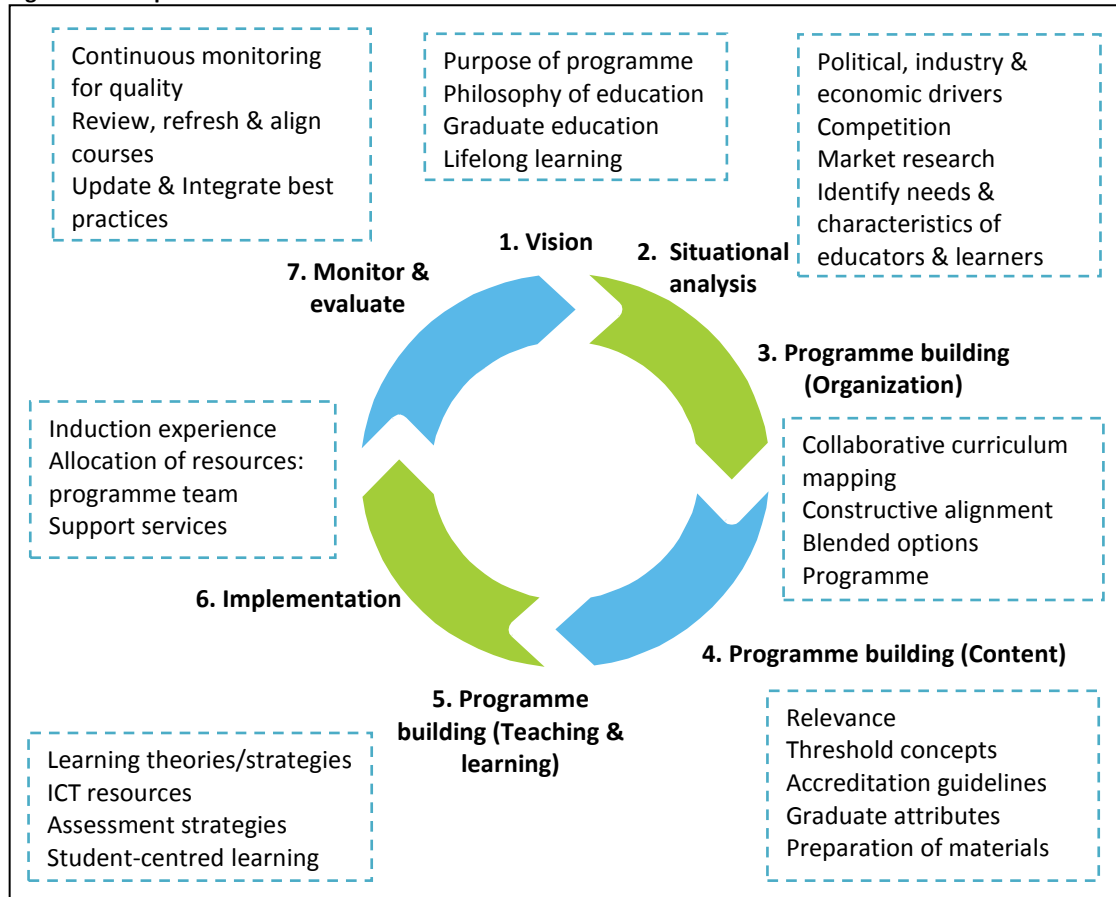 Continuous monitoring
for quality
Review, refresh & align
courses
Update & Integrate best
practices
Purpose of programme
Philosophy of education
Graduate education
Lifelong learning
Political, industry &
economic drivers
Competition
Market research
Identify needs &
characteristics of
educators & learners
1. Vision
2. Situational
analysis
7. Monitor &
evaluate
3. Programme building
(Organization)
Induction experience
Allocation of resources:
programme team
Support services
Collaborative curriculum
mapping
Constructive alignment
Blended options
Programme
6. Implementation
4. Programme building (Content)
5. Programme
building (Teaching &
learning)
Relevance
Threshold concepts
Accreditation guidelines
Graduate attributes
Preparation of materials
Learning theories/strategies
ICT resources
Assessment strategies
Student-centred learning